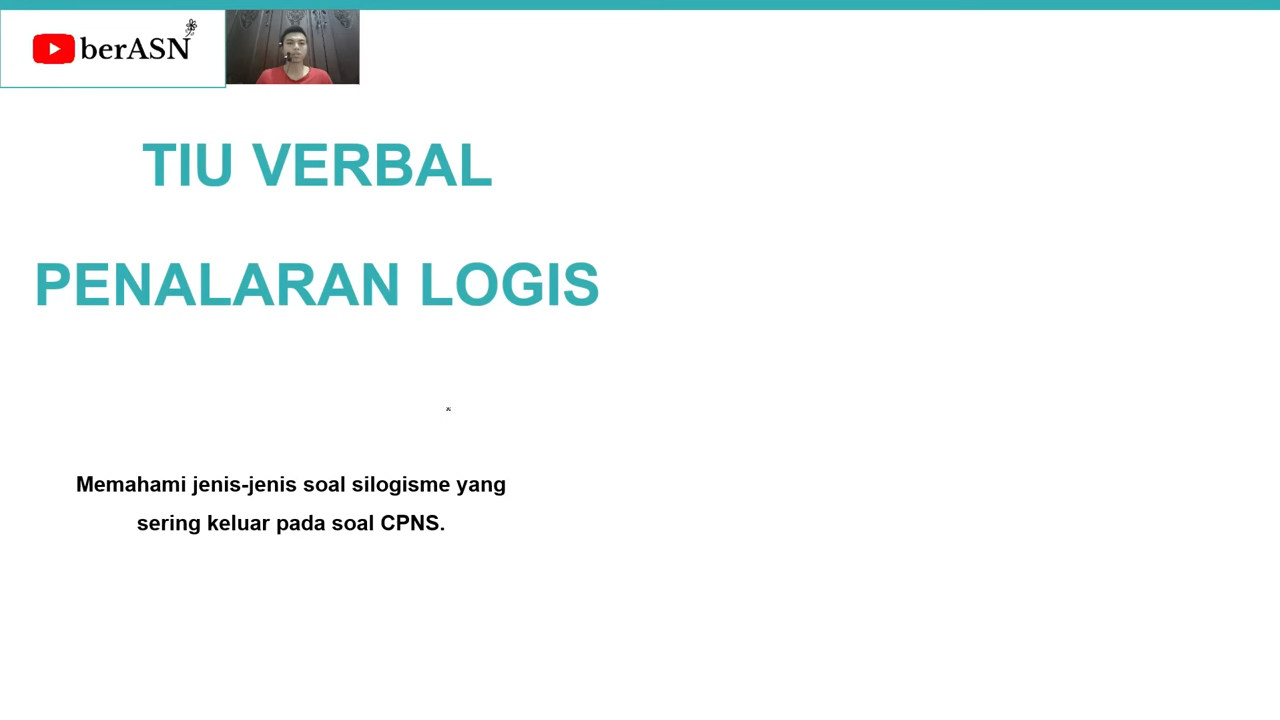 berASN
TIU VERBAL
PENALARAN LOGIS
Memahami jenis-jenis soal silogisme yang
sering keluar pada soal CPNS.